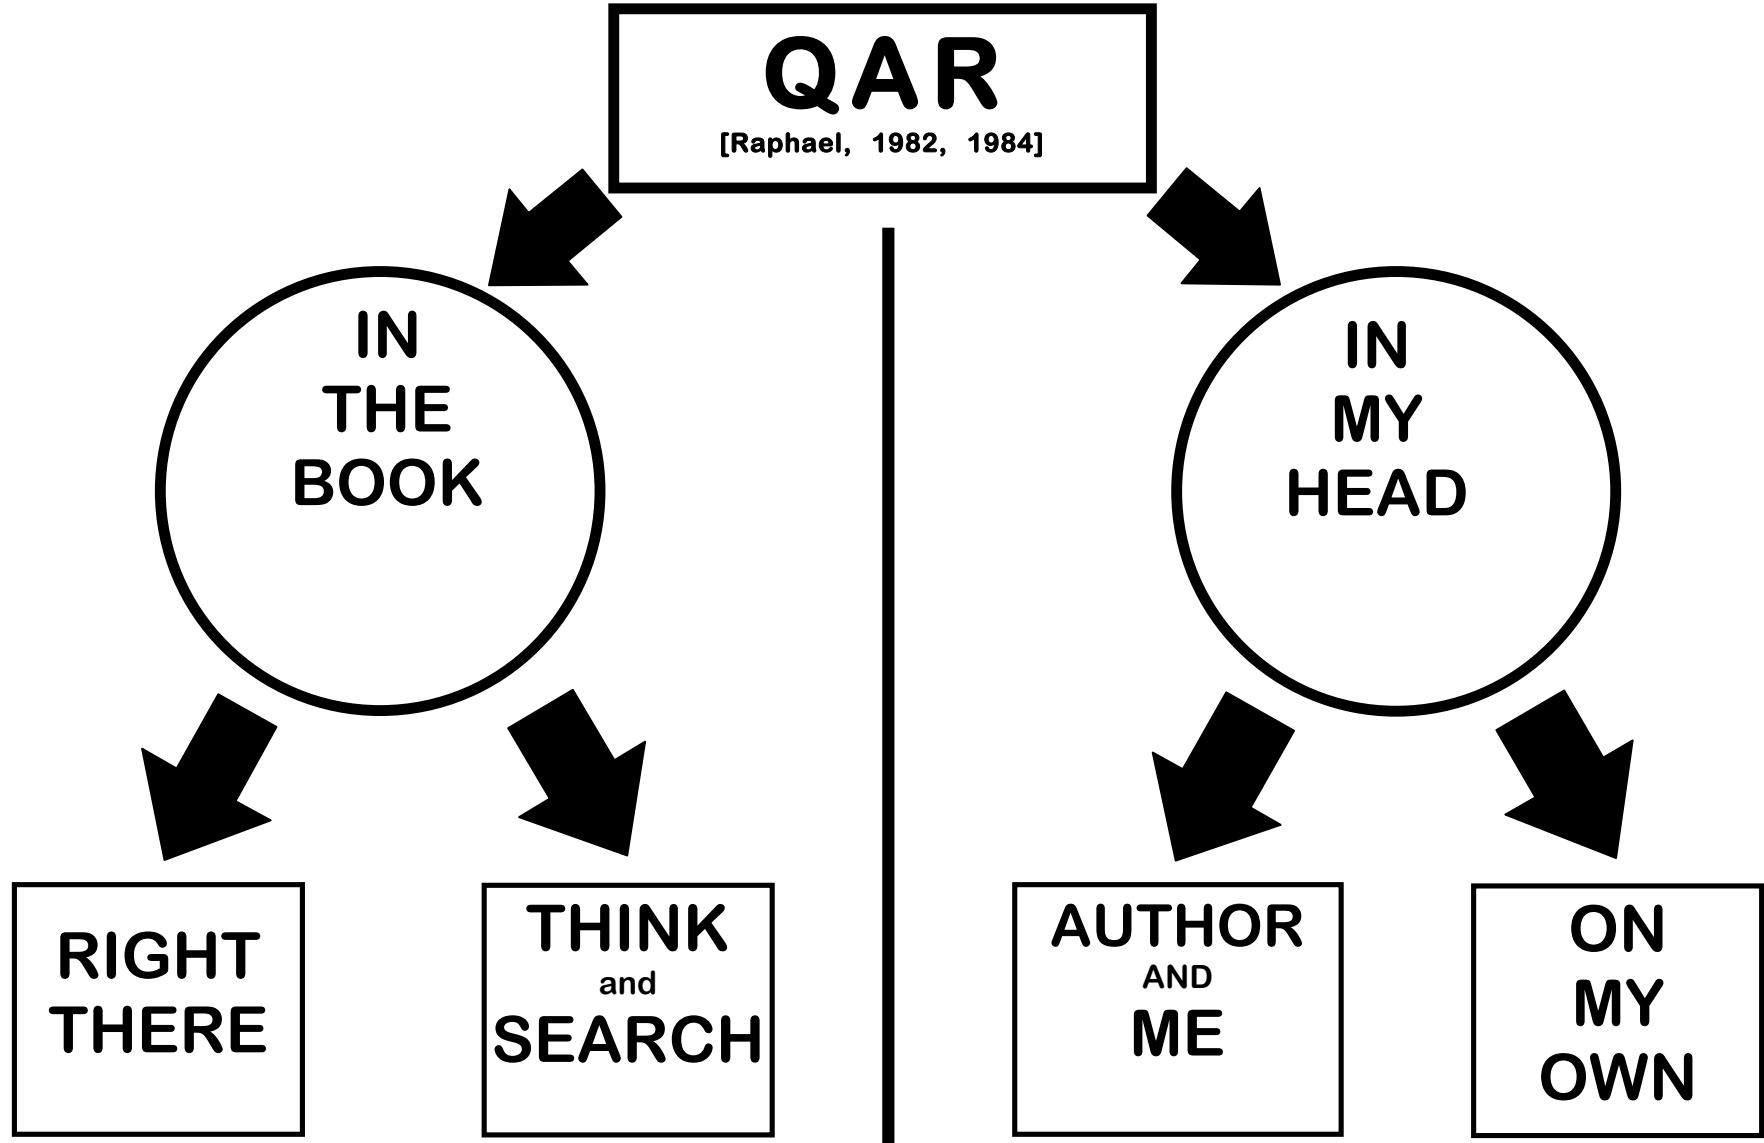 QAR
[Raphael, 1982, 1984]
IN
THE
BOOK
IN
MY
HEAD
RIGHT
THERE
THINK
and
SEARCH
AUTHOR
AND
ME
ON
MY
OWN